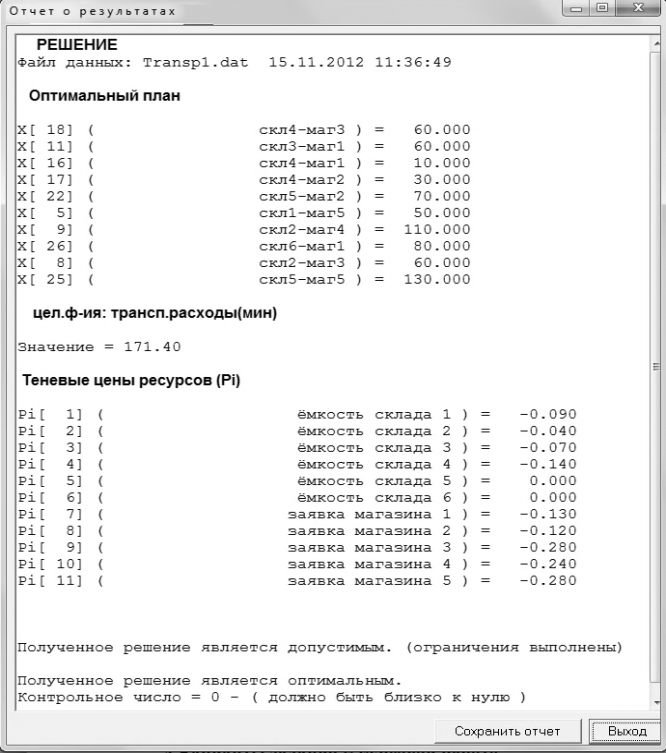 Отчет о результатах
РЕШЕНИЕ
Файл данных: Transp1.dat 15.11.2012 11:36:49
Оптимальный план
X[ 18] ( скл4-маг3 ) = 60.000
X[ 11] ( скл3-маг1 ) = 60.000
X[ 16] ( скл4-маг1 ) = 10.000
X[ 17] ( скл4-маг2 ) = 30.000
X[ 22] ( скл5-маг2 ) = 70.000
X[ 5] ( скл1-маг5 ) = 50.000
X[ 9] ( скл2-маг4 ) = 110.000
X[ 26] ( скл6-маг1 ) = 80.000
X[ 8] ( скл2-маг3 ) = 60.000
X[ 25] ( скл5-маг5 ) = 130.000
цел.ф-ия: трансп.расходы(мин)
Значение = 171.40
Теневые цены ресурсов (Pi)
Pi[ 1] ( ёмкость склада 1 ) = -0.090
Pi[ 2] ( ёмкость склада 2 ) = -0.040
Pi[ 3] ( ёмкость склада 3 ) = -0.070
Pi[ 4] ( ёмкость склада 4 ) = -0.140
Pi[ 5] ( ёмкость склада 5 ) = 0.000
Pi[ 6] ( ёмкость склада 6 ) = 0.000
Pi[ 7] ( заявка магазина 1 ) = -0.130
Pi[ 8] ( заявка магазина 2 ) = -0.120
Pi[ 9] ( заявка магазина 3 ) = -0.280
Pi[ 10] ( заявка магазина 4 ) = -0.240
Pi[ 11] ( заявка магазина 5 ) = -0.280
Полученное решение является допустимым. (ограничения выполнены)
Полученное решение является оптимальным.
Контрольное число = 0 - ( должно быть близко к нулю )
Сохранить отчет
Выход